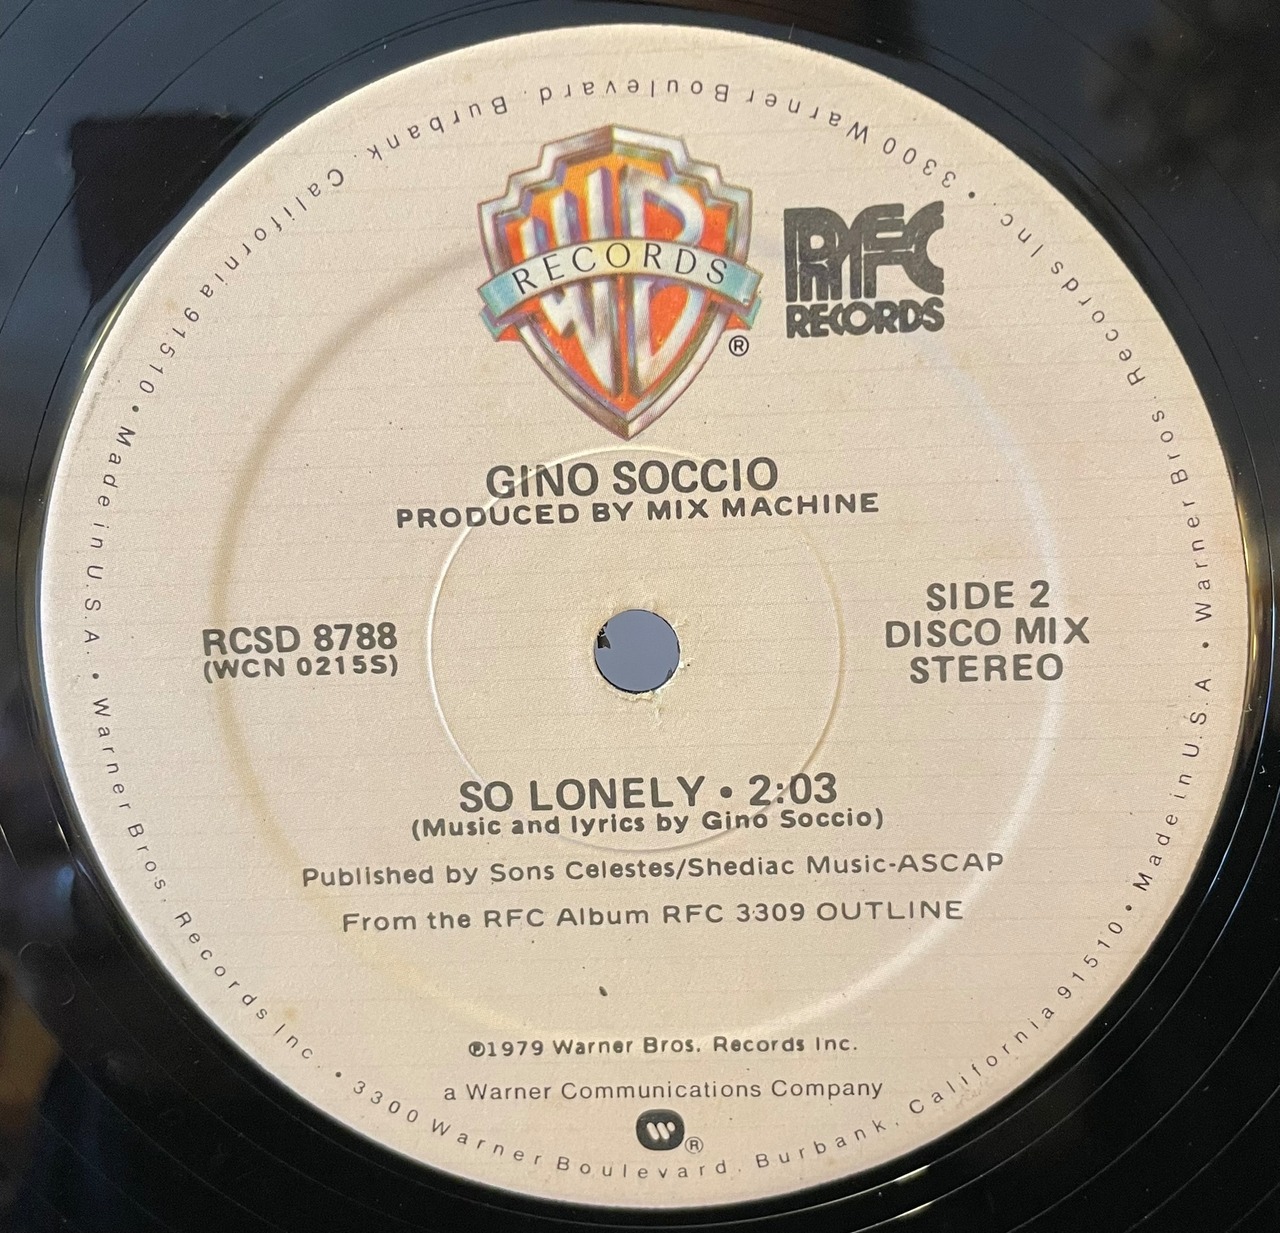 WB
RECORDS
®
RFC
RECORDS
GINO SOCCIO
PRODUCED BY MIX MACHINE
RCSD 8788
(WCN 0215S)
SIDE 2
DISCO MIX
STEREO
SO LONELY • 2:03
(Music and lyrics by Gino Soccio)
Published by Sons Celestes/Shediac Music-ASCAP
From the RFC Album RFC 3309 OUTLINE
℗1979 Warner Bros. Records Inc.
a Warner Communications Company
W®
Warner Bros. Records Inc. • 3300 Warner Boulevard, Burbank, California 91510 • Made in U.S.A. • Warner Bros. Records Inc. • 3300 Warner Boulevard, Burbank, California 91510 • Made in U.S.A. •